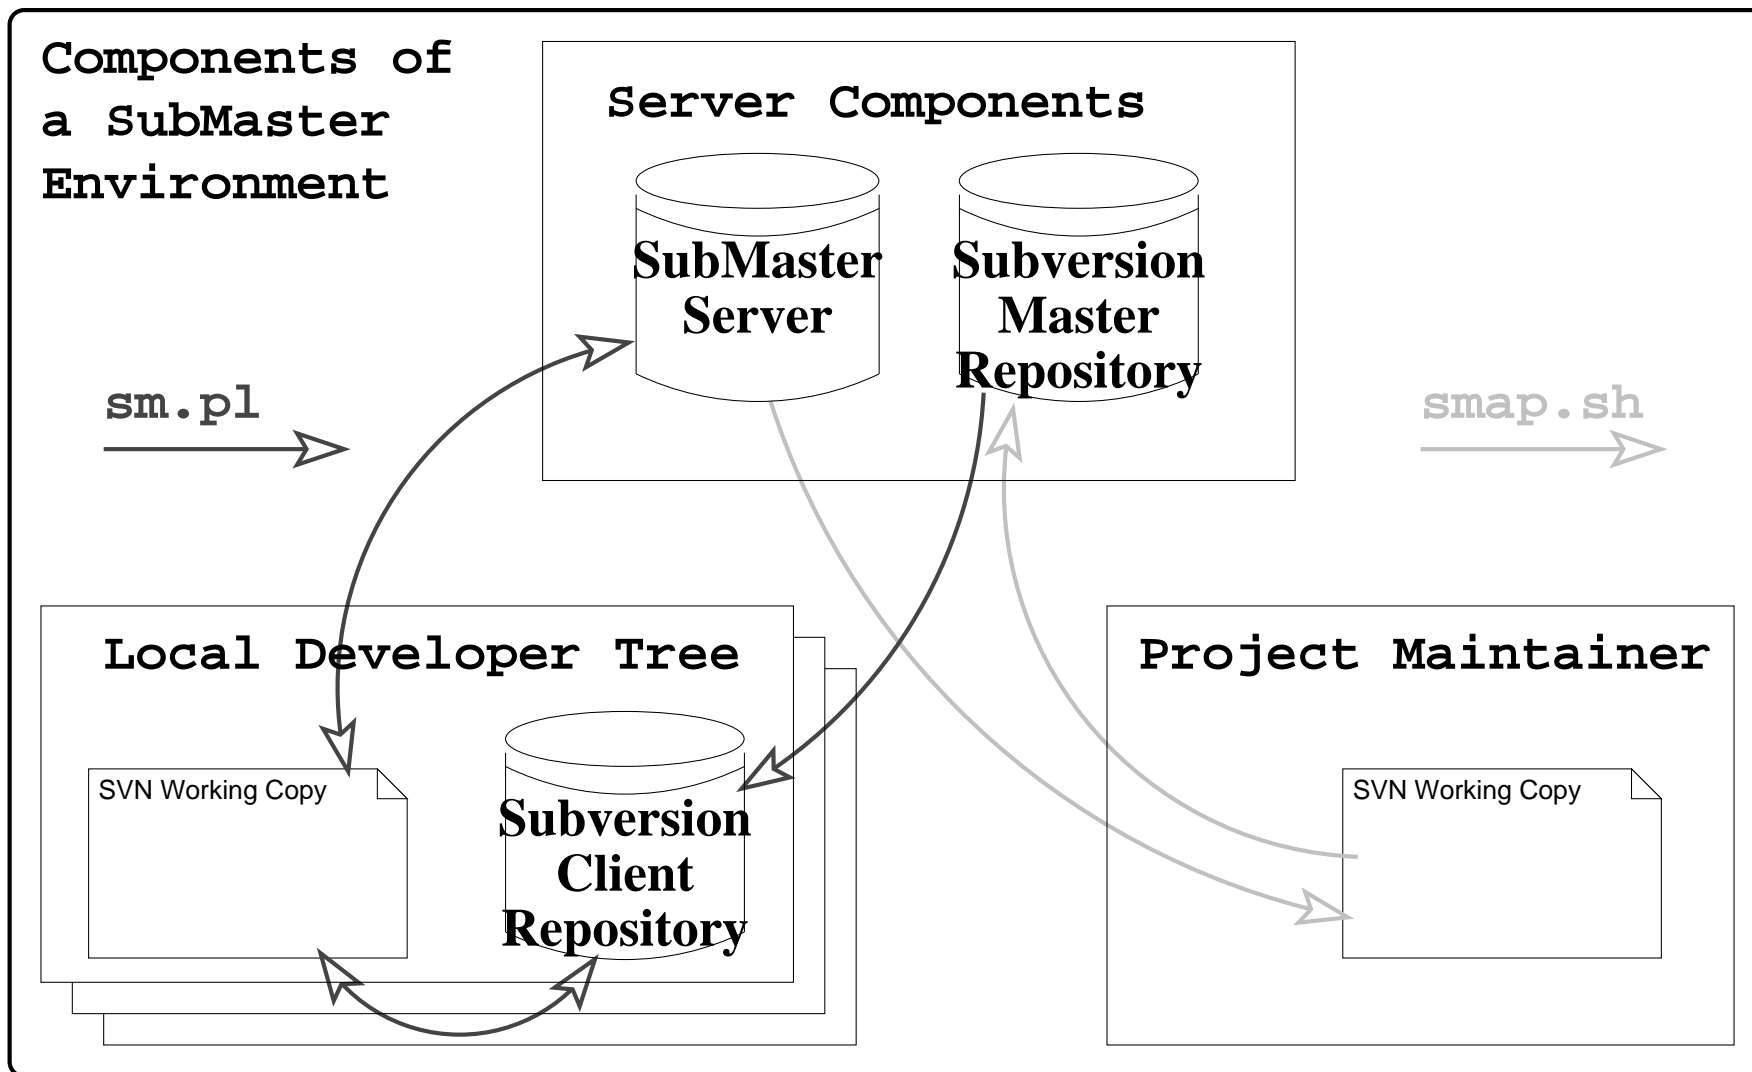 Components of
a SubMaster
Environment
Server Components
SubMaster
Server
Subversion
Master
Repository
sm.pl
smap.sh
Local Developer Tree
SVN Working Copy
Subversion
Client
Repository
Project Maintainer
SVN Working Copy